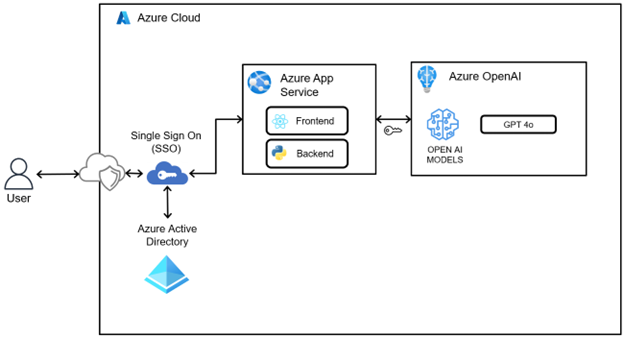 Azure Cloud
Azure App
Service
Frontend
Backend
Azure OpenAI
OPEN AI
MODELS
GPT 4o
Single Sign On
(SSO)
User
Azure Active
Directory